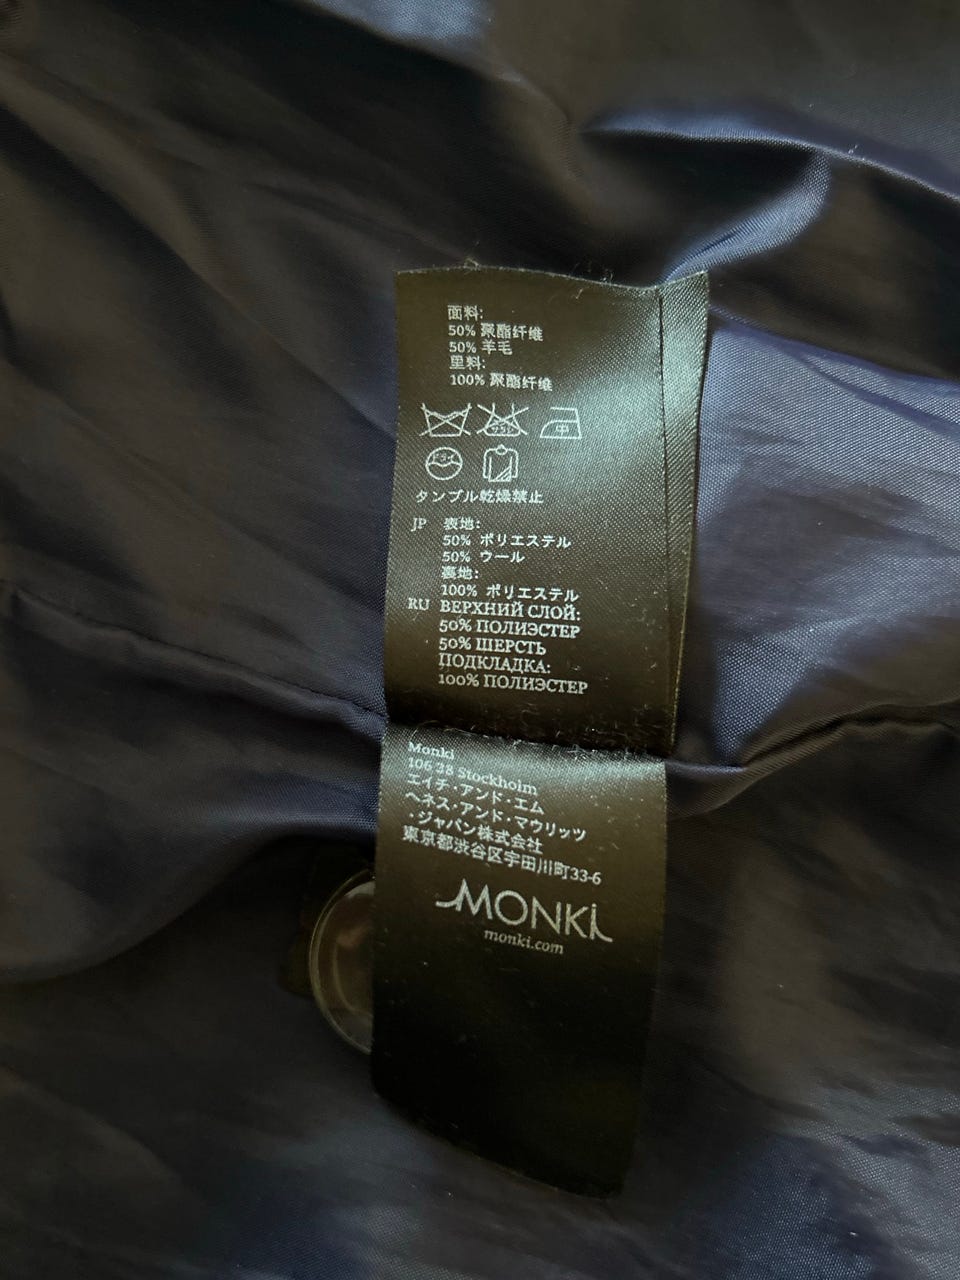 面料:
50% 聚酯纤维
50% 羊毛
里料:
100% 聚酯纤维
中
ドライ
タンブル乾燥禁止
JP 表地:
50% ポリエステル
50% ウール
裏地:
100% ポリエステル
RU ВЕРХНИЙ СЛОЙ:
50% ПОЛИЭСТЕР
50% ШЕРСТЬ
ПОДКЛАДКА:
100% ПОЛИЭСТЕР
Monki
106 38 Stockholm
エイチ・アンド・エム
ヘネス・アンド・マウリッツ
・ジャパン株式会社
東京都渋谷区宇田川町33-6
MONKi
monki.com